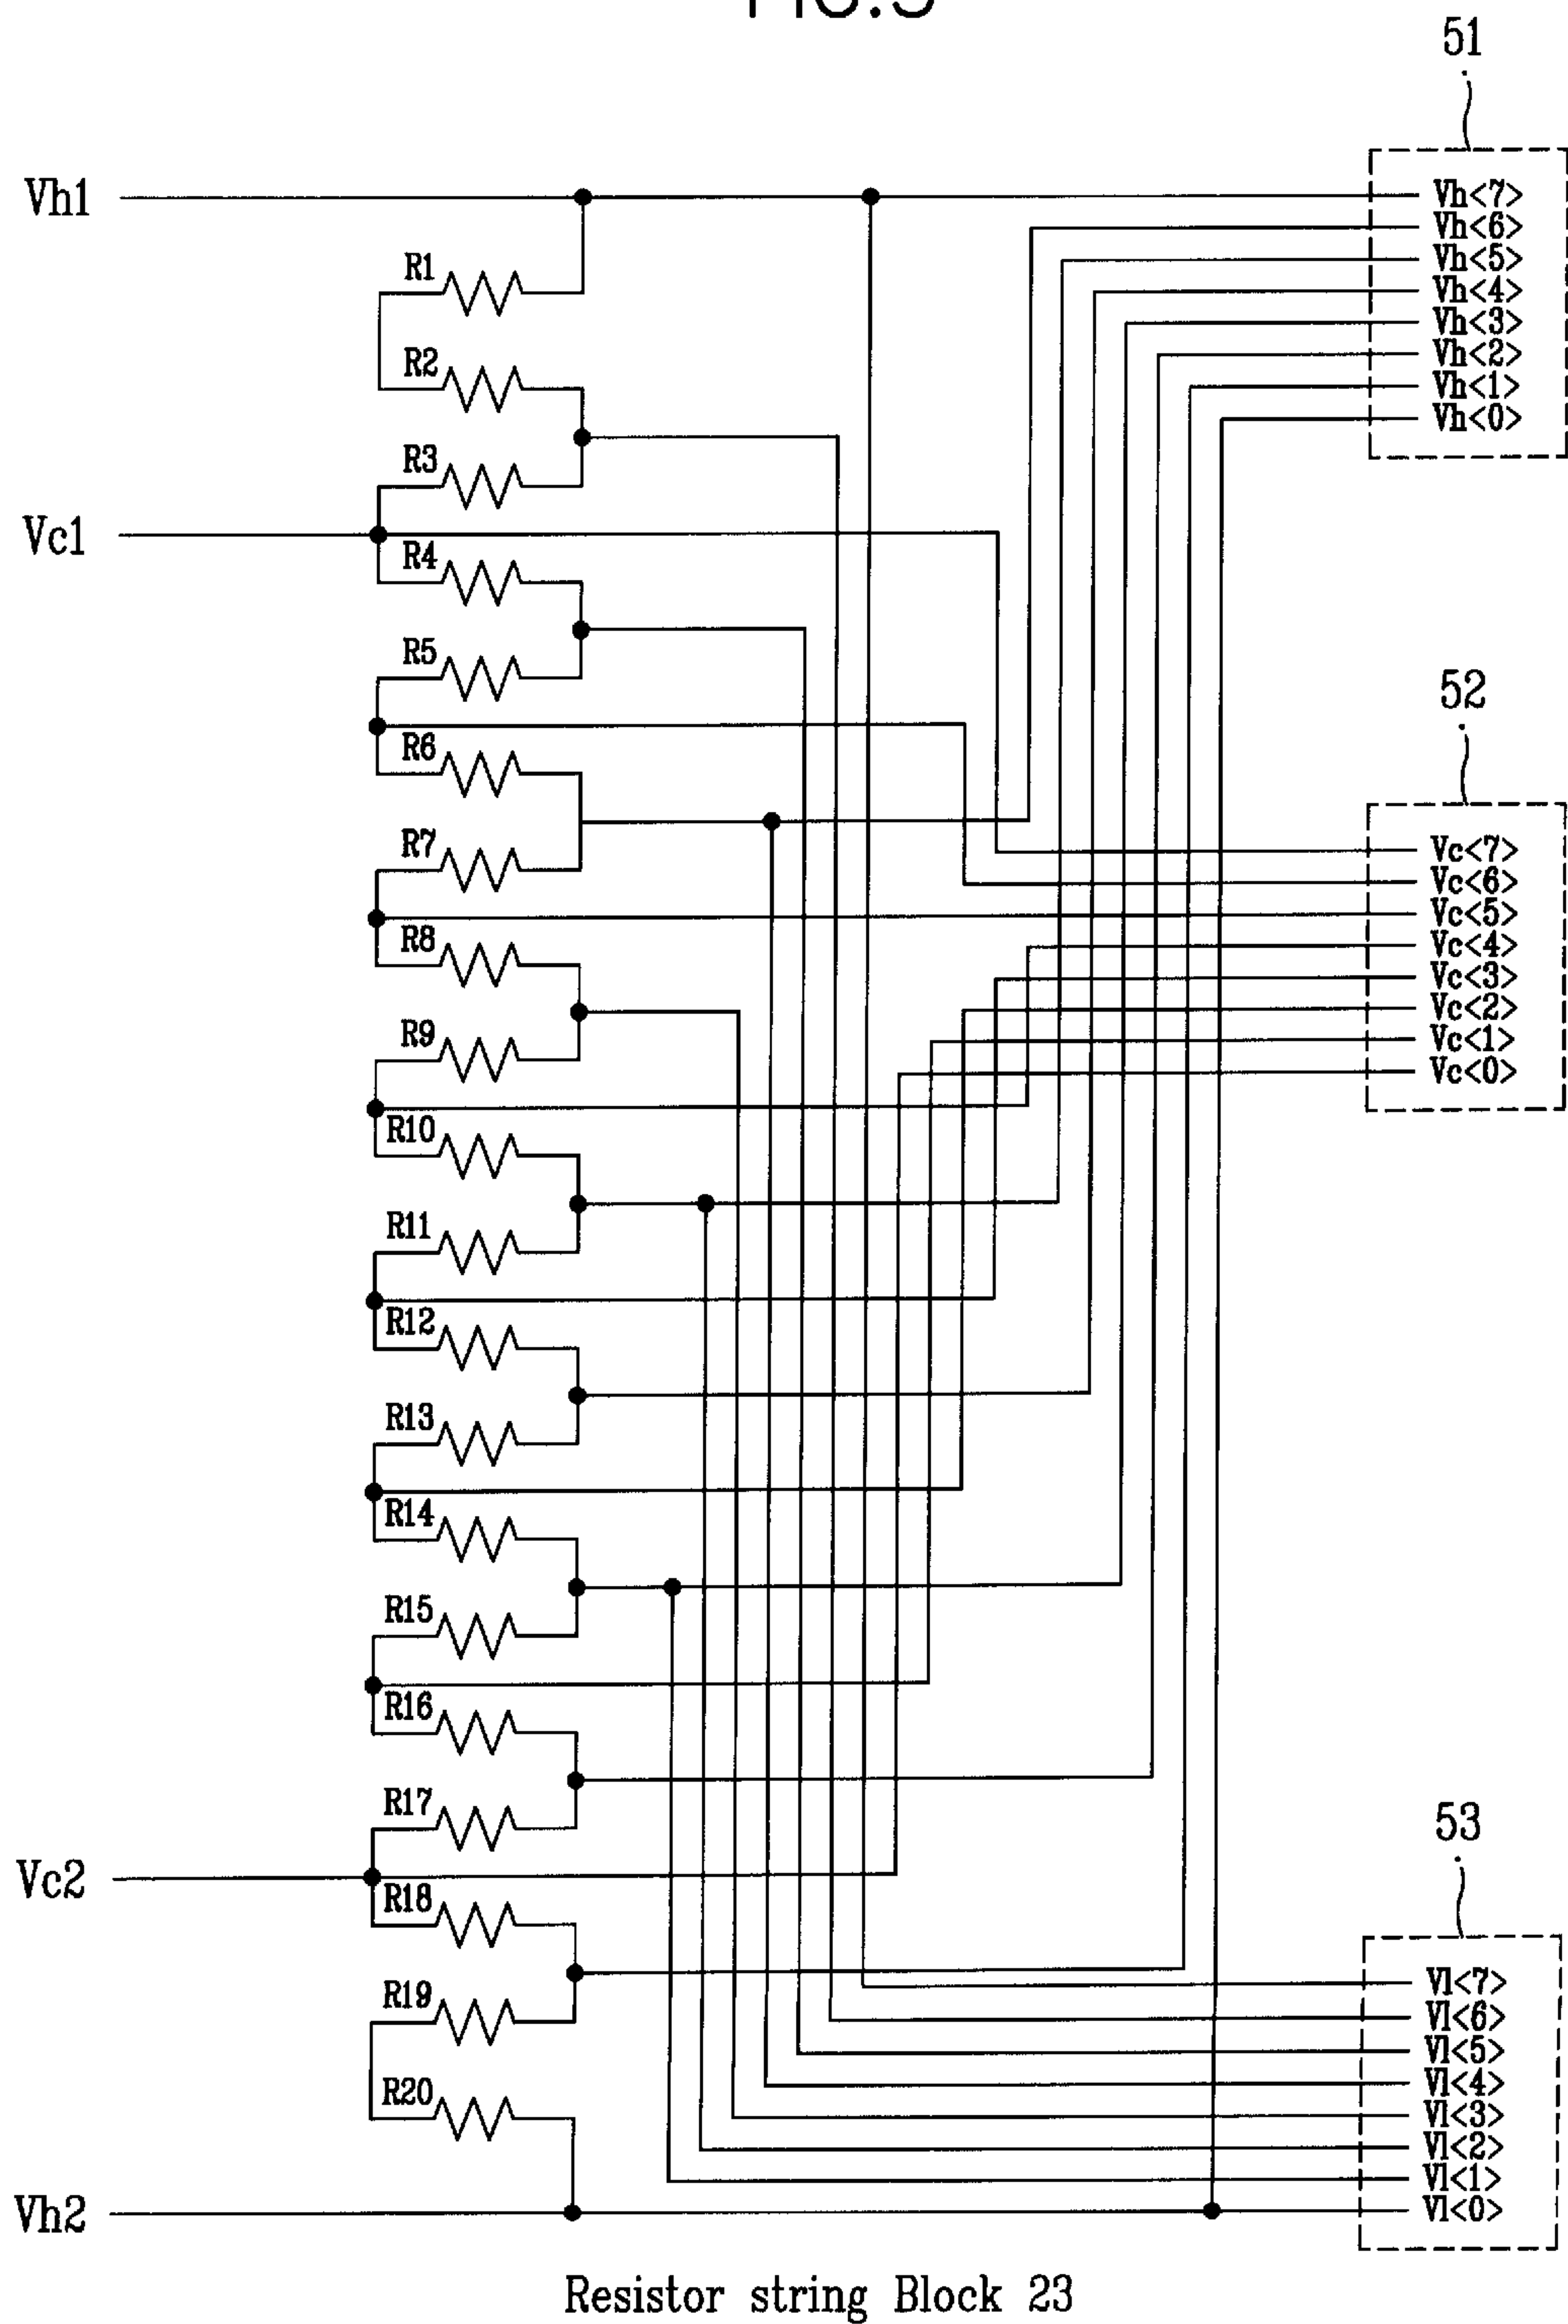 51
Vh1
Vh<7>
Vh<6>
Vh<5>
Vh<4>
Vh<3>
Vh<2>
Vh<1>
Vh<0>
R1
R2
R3
Vc1
R4
R5
52
R6
R7
Vc<7>
Vc<6>
Vc<5>
Vc<4>
Vc<3>
Vc<2>
Vc<1>
Vc<0>
R8
R9
R10
R11
R12
R13
R14
R15
R16
R17
53
Vc2
R18
R19
R20
Vl<7>
Vl<6>
Vl<5>
Vl<4>
Vl<3>
Vl<2>
Vl<1>
Vl<0>
Vh2
Resistor string Block 23